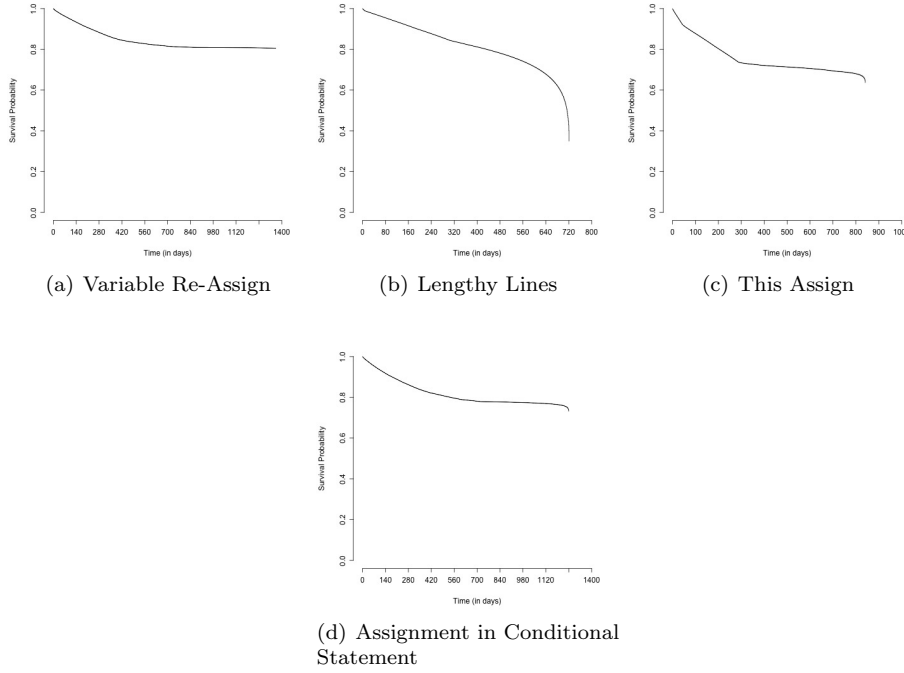 1.0
0.8
0.6
0.4
0.2
0.0
Survival Probability
0 140 280 420 560 700 840 980 1120 1400
Time (in days)
(a) Variable Re-Assign
1.0
0.8
0.6
0.4
0.2
0.0
Survival Probability
0 80 160 240 320 400 480 560 640 720 800
Time (in days)
(b) Lengthy Lines
1.0
0.8
0.6
0.4
0.2
0.0
Survival Probability
0 100 200 300 400 500 600 700 800 900 1000
Time (in days)
(c) This Assign
1.0
0.8
0.6
0.4
0.2
0.0
Survival Probability
0 140 280 420 560 700 840 980 1120 1400
Time (in days)
(d) Assignment in Conditional
Statement